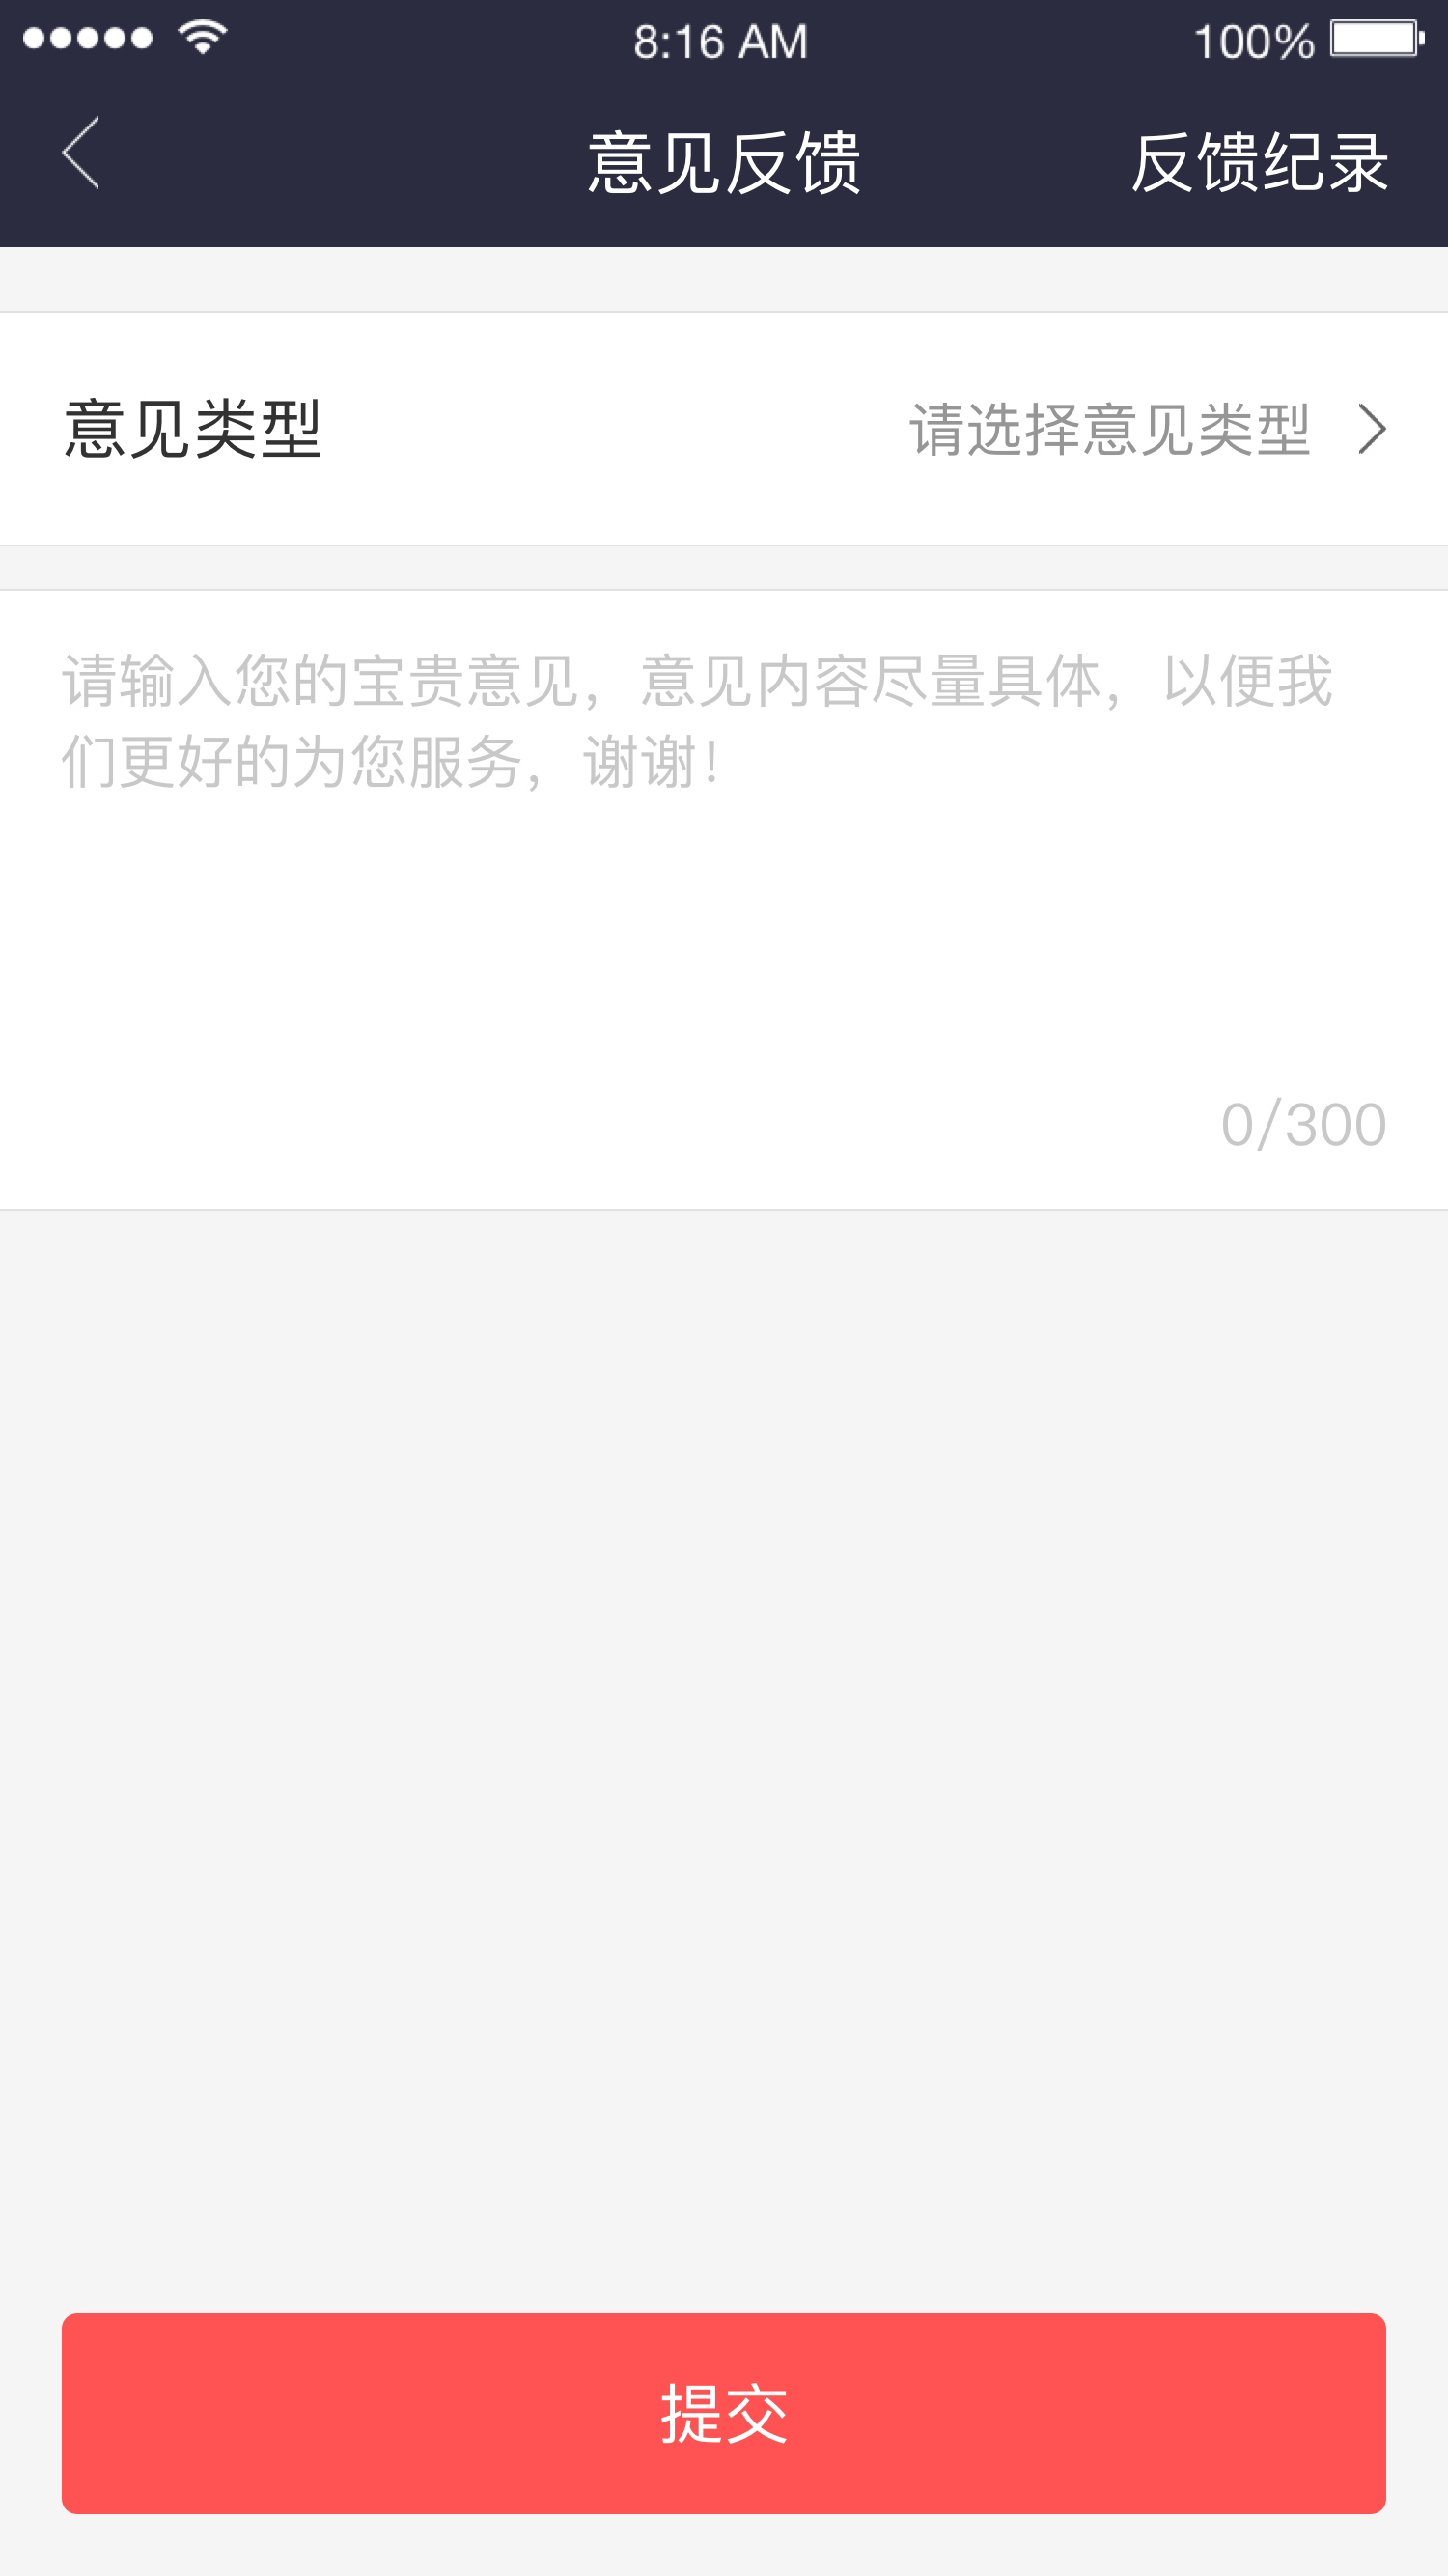 8:16 AM 100%
意见反馈 反馈纪录
意见类型 请选择意见类型
请输入您的宝贵意见，意见内容尽量具体，以便我
们更好的为您服务，谢谢！
0/300
提交